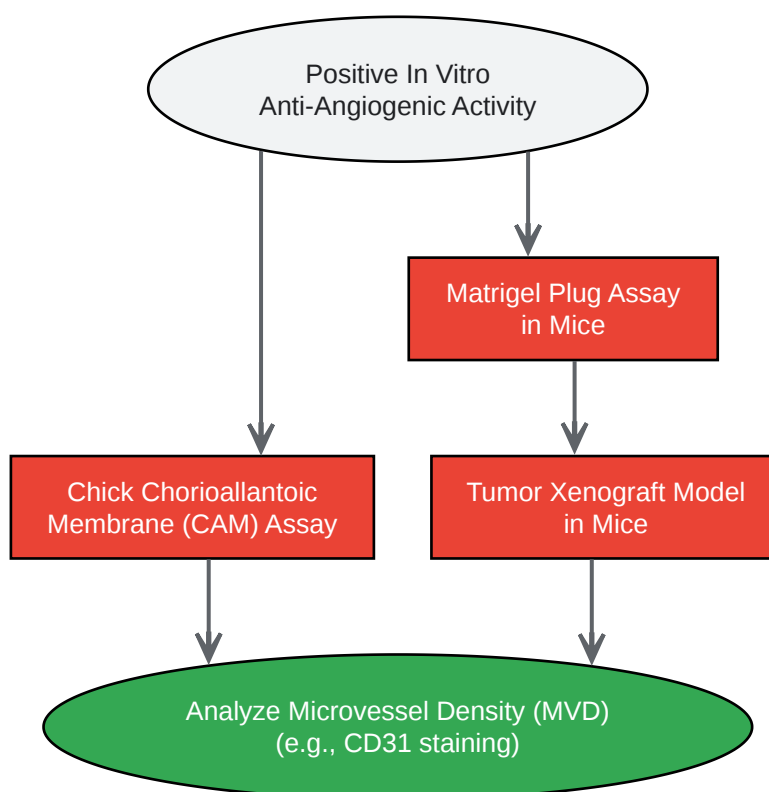 Positive In Vitro
Anti-Angiogenic Activity
Matrigel Plug Assay
in Mice
Chick Chorioallantoic
Membrane (CAM) Assay
Tumor Xenograft Model
in Mice
Analyze Microvessel Density (MVD)
(e.g., CD31 staining)